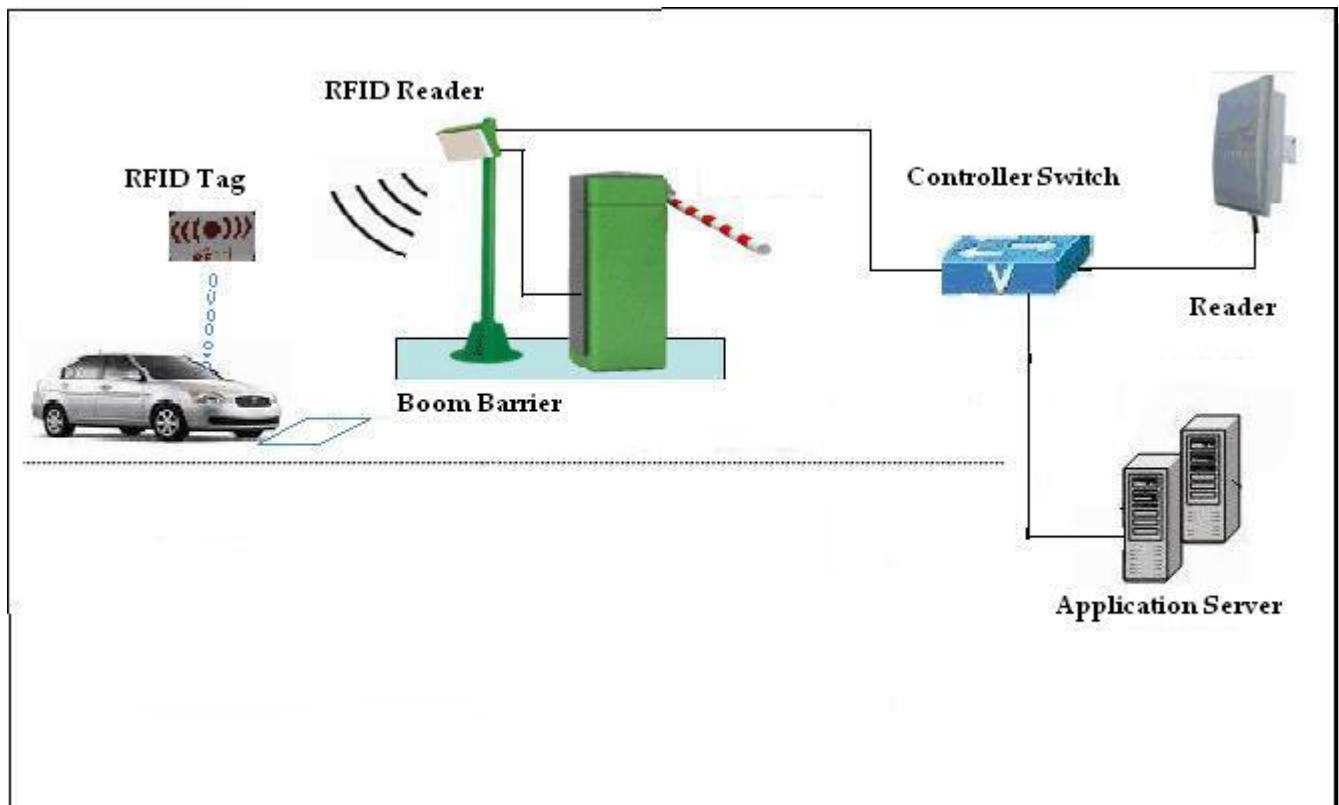 RFID Reader
RFID Tag
Controller Switch
Reader
Boom Barrier
V
Application Server